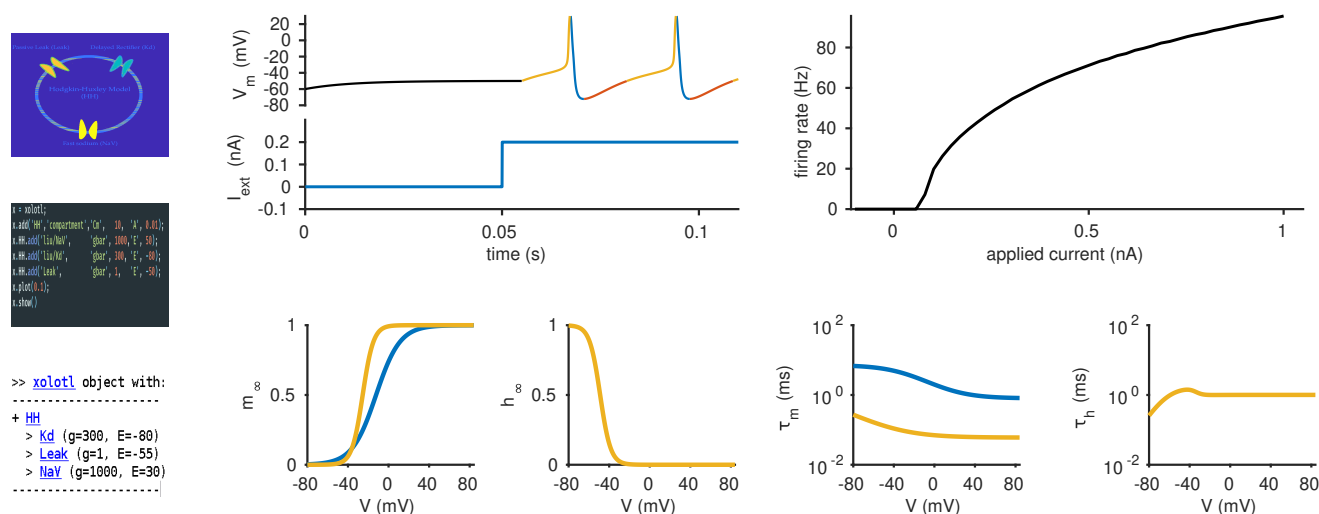 Passive Leak (Leak)
Delayed Rectifier (Kd)
Hodgkin-Huxley Model
(HH)
Fast-sodium (NaV)
x = xolotl;
x.add('HH','compartment','Cm', 10, 'A', 0.01);
x.HH.add('liu/NaV', 'gbar', 1000,'E', 50);
x.HH.add('liu/Kd', 'gbar', 300, 'E', -80);
x.HH.add('Leak', 'gbar', 1, 'E', -50);
x.plot(0.1);
x.show()
>> xolotl object with:
---------------------
+ HH
> Kd (g=300, E=-80)
> Leak (g=1, E=-55)
> NaV (g=1000, E=30)
---------------------
V_m (mV)
20
0
-20
-40
-60
-80
I_ext (nA)
0.2
0.1
0
-0.1
0
0.05
0.1
time (s)
firing rate (Hz)
80
60
40
20
0
0
0.5
1
applied current (nA)
m_∞
1
0.5
0
-80 -40 0 40 80
V (mV)
h_∞
1
0.5
0
-80 -40 0 40 80
V (mV)
τ_m (ms)
10^2
10^0
10^-2
-80 -40 0 40 80
V (mV)
τ_h (ms)
10^2
10^0
10^-2
-80 -40 0 40 80
V (mV)